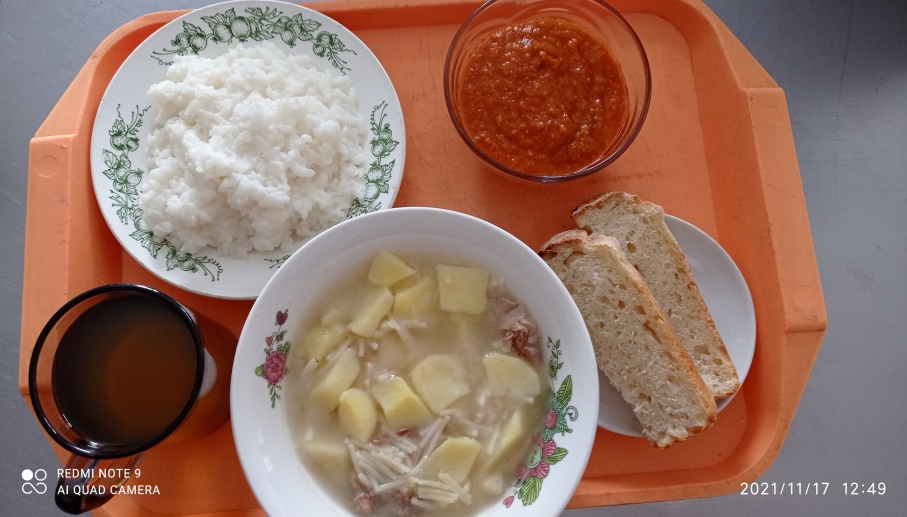 REDMI NOTE 9
AI QUAD CAMERA
2021/11/17 12:49